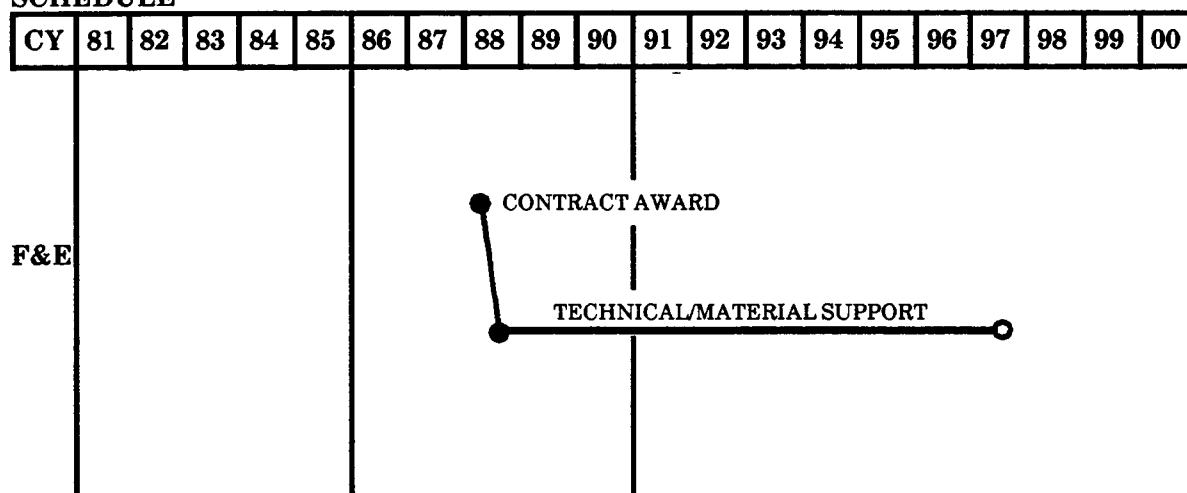 SCHEDULE
CY 81 82 83 84 85 86 87 88 89 90 91 92 93 94 95 96 97 98 99 00
CONTRACT AWARD
F&E
TECHNICAL/MATERIAL SUPPORT